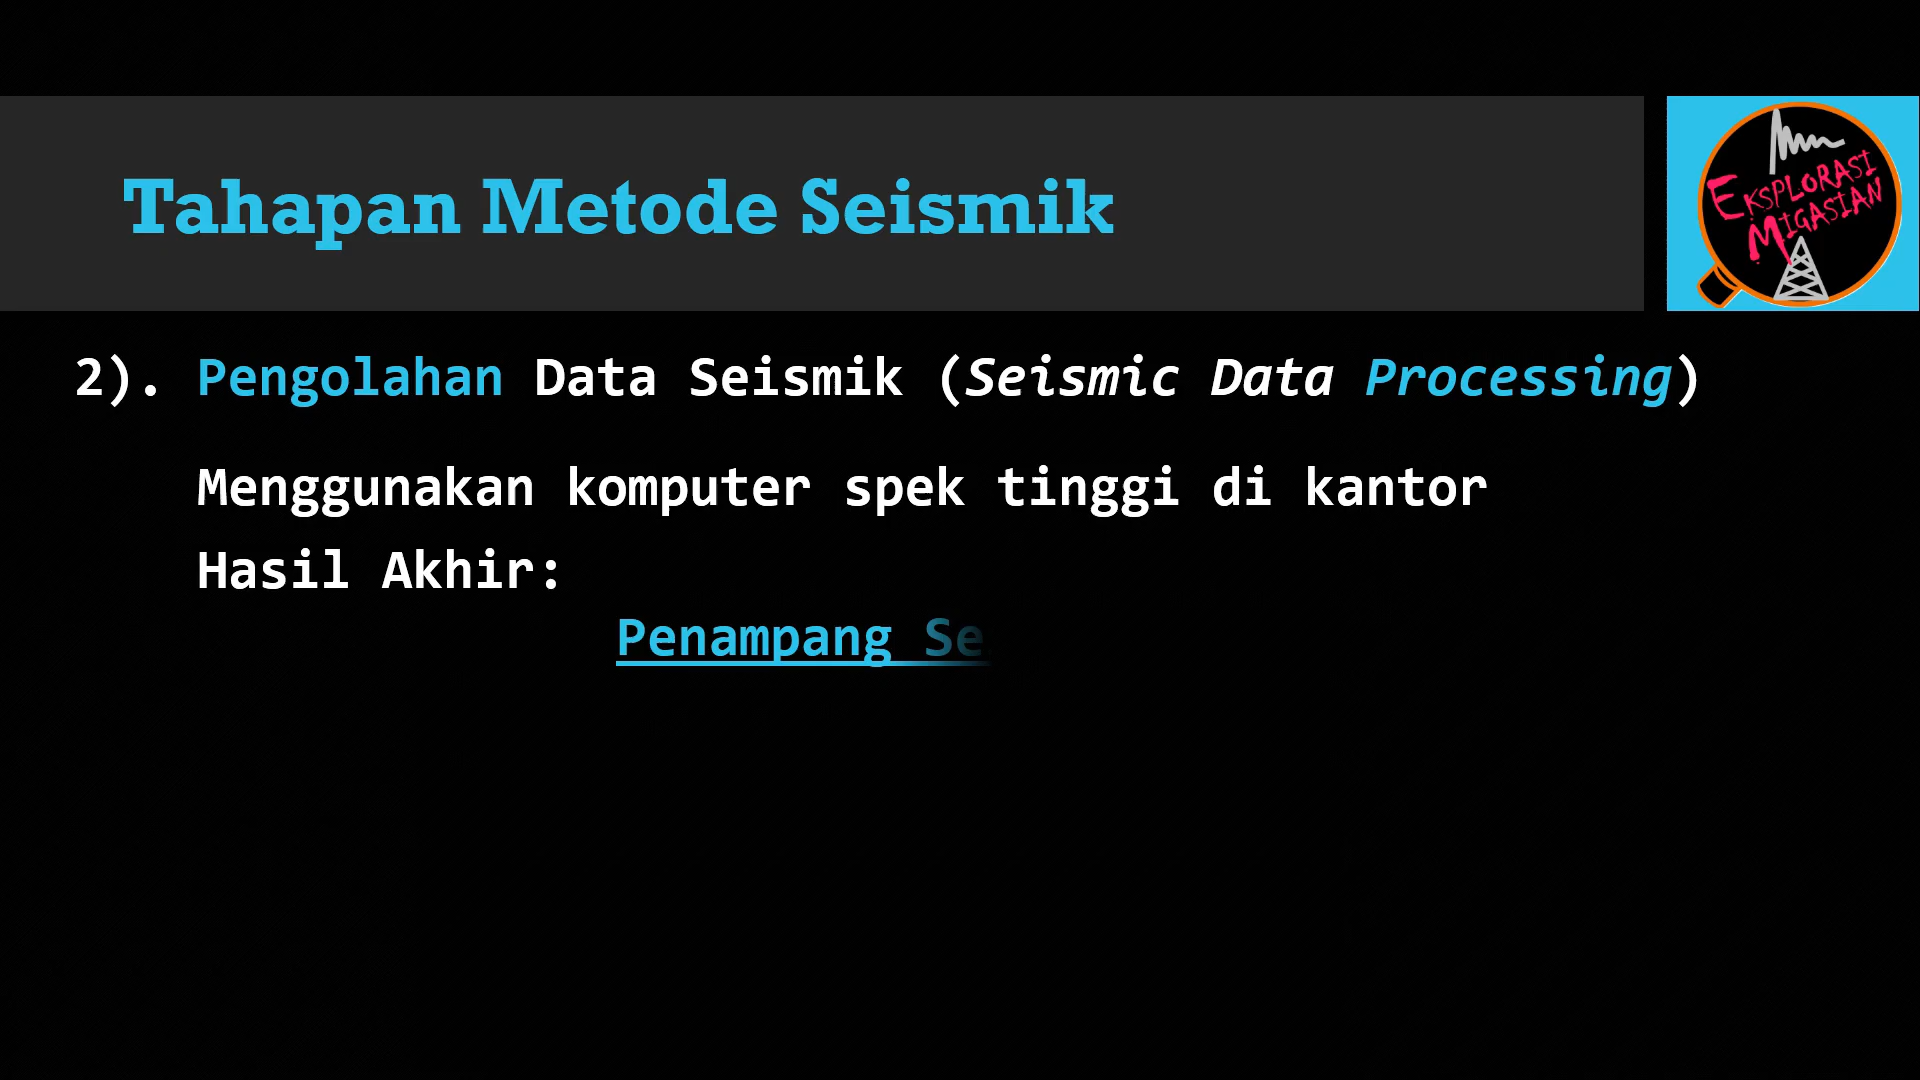 Tahapan Metode Seismik
EKSPLORASI
MIGASIAN
2). Pengolahan Data Seismik (Seismic Data Processing)
Menggunakan komputer spek tinggi di kantor
Hasil Akhir:
Penampang Se